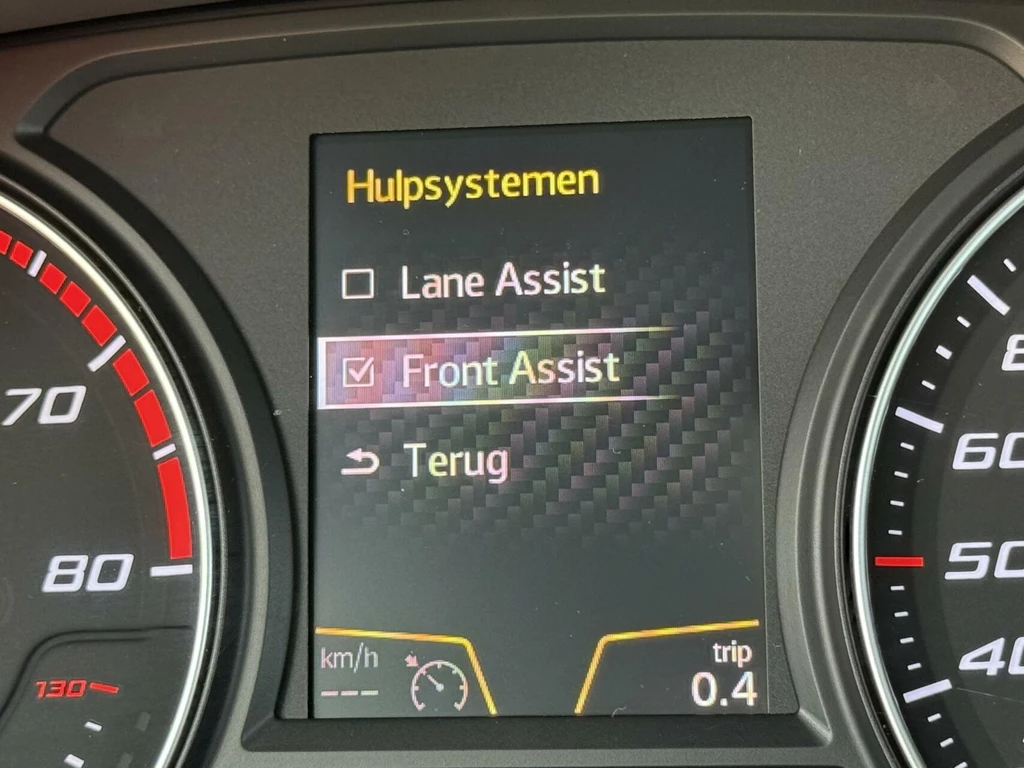 Hulpsystemen
Lane Assist
Front Assist
Terug
km/h
---
trip
0.4
70
80
130
60
50
40